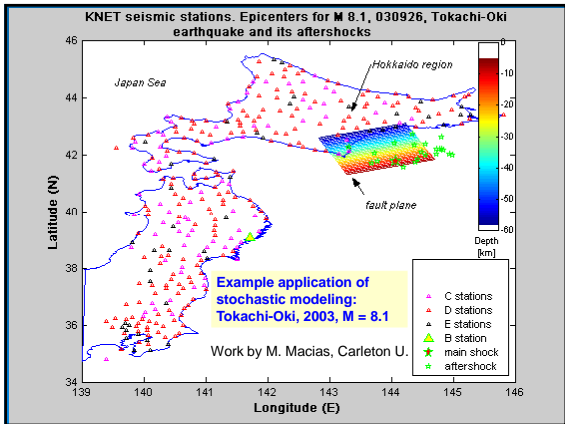 KNET seismic stations. Epicenters for M 8.1, 030926, Tokachi-Oki
earthquake and its aftershocks
46
44
42
40
38
36
34
Latitude (N)
Japan Sea
Hokkaido region
fault plane
0
-10
-20
-30
-40
-50
-60
Depth
[km]
Example application of
stochastic modeling:
Tokachi-Oki, 2003, M = 8.1
Work by M. Macias, Carleton U.
C stations
D stations
E stations
B station
main shock
aftershock
139
140
141
142
143
144
145
146
Longitude (E)